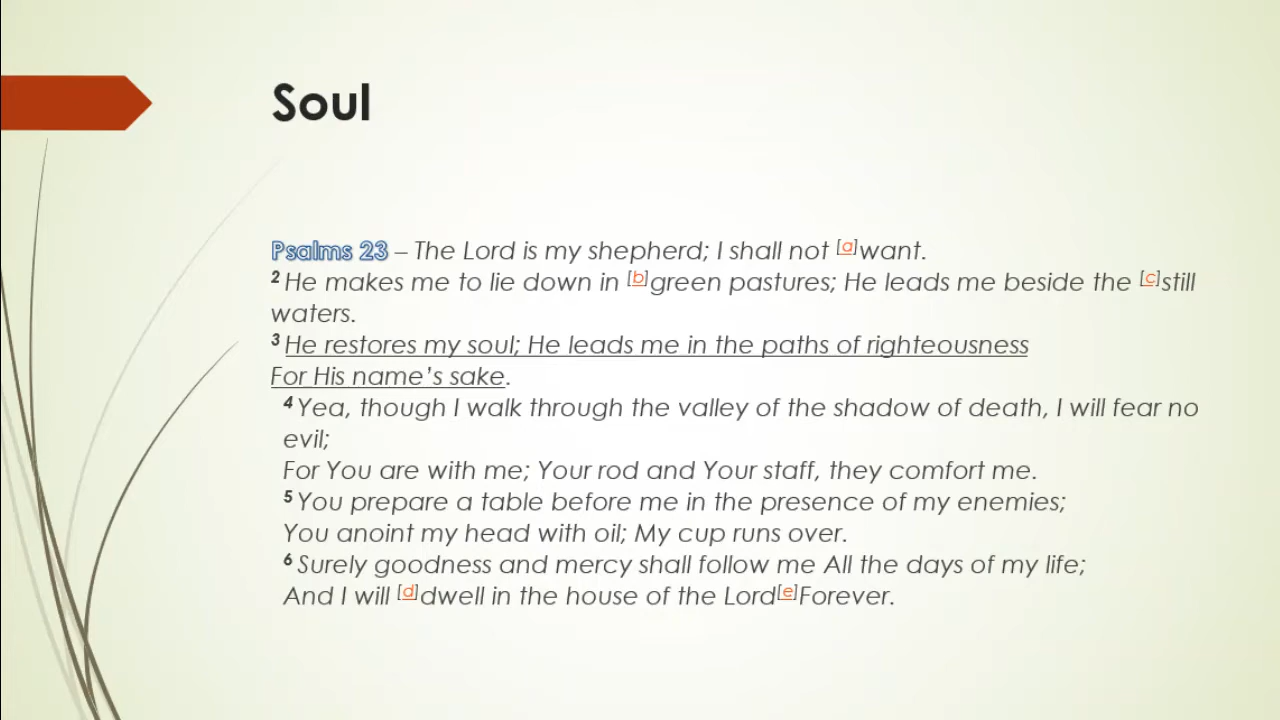 Soul
Psalms 23 – The Lord is my shepherd; I shall not [a]want.
2 He makes me to lie down in [b]green pastures; He leads me beside the [c]still
waters.
3 He restores my soul; He leads me in the paths of righteousness
For His name’s sake.
4 Yea, though I walk through the valley of the shadow of death, I will fear no
evil;
For You are with me; Your rod and Your staff, they comfort me.
5 You prepare a table before me in the presence of my enemies;
You anoint my head with oil; My cup runs over.
6 Surely goodness and mercy shall follow me All the days of my life;
And I will [d]dwell in the house of the Lord[e]Forever.